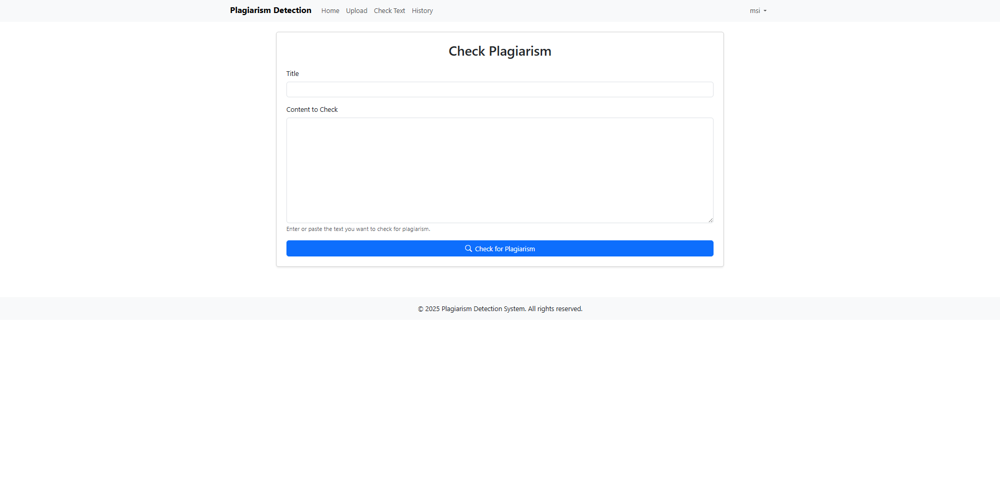 Plagiarism Detection Home Upload Check Text History msi
Check Plagiarism
Title
Content to Check
Enter or paste the text you want to check for plagiarism.
Check for Plagiarism
© 2025 Plagiarism Detection System. All rights reserved.